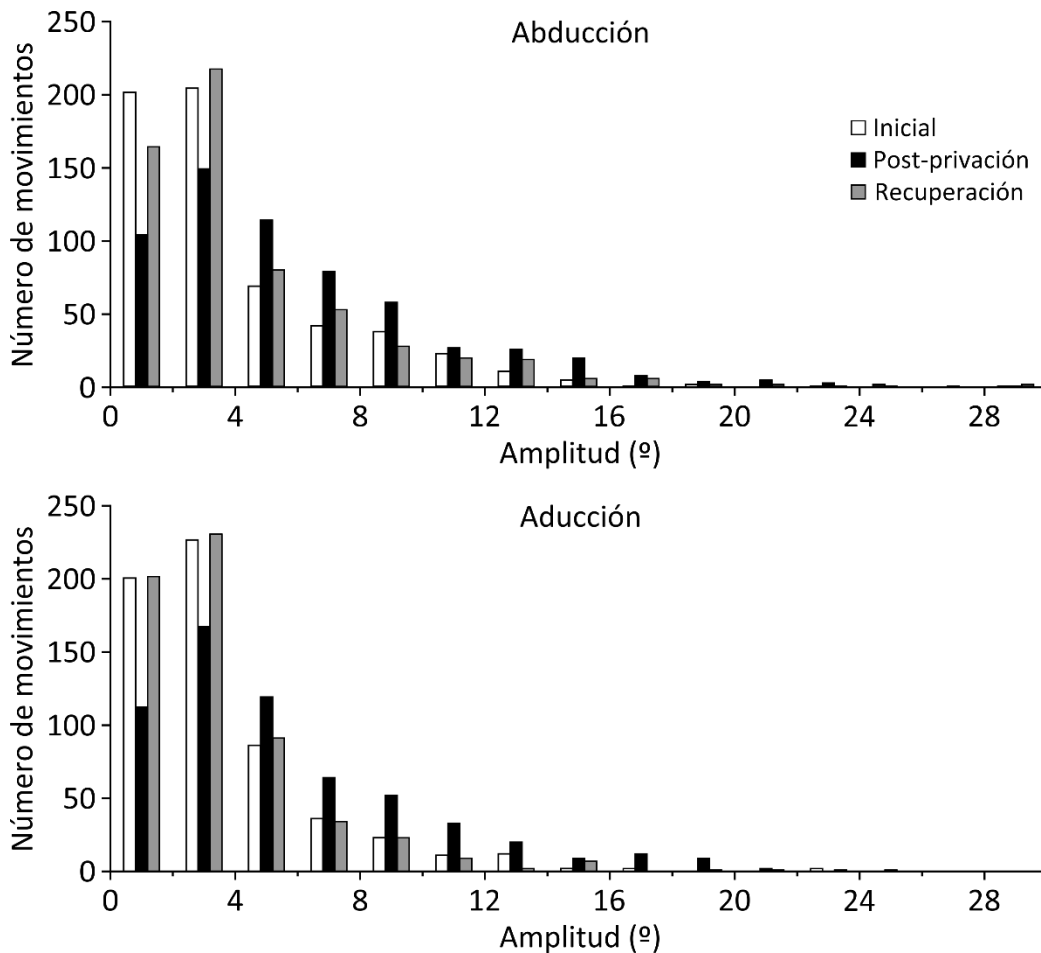 Abducción
Número de movimientos
250
200
150
100
50
0
Inicial
Post-privación
Recuperación
0 4 8 12 16 20 24 28
Amplitud (º)
Aducción
Número de movimientos
250
200
150
100
50
0
0 4 8 12 16 20 24 28
Amplitud (º)